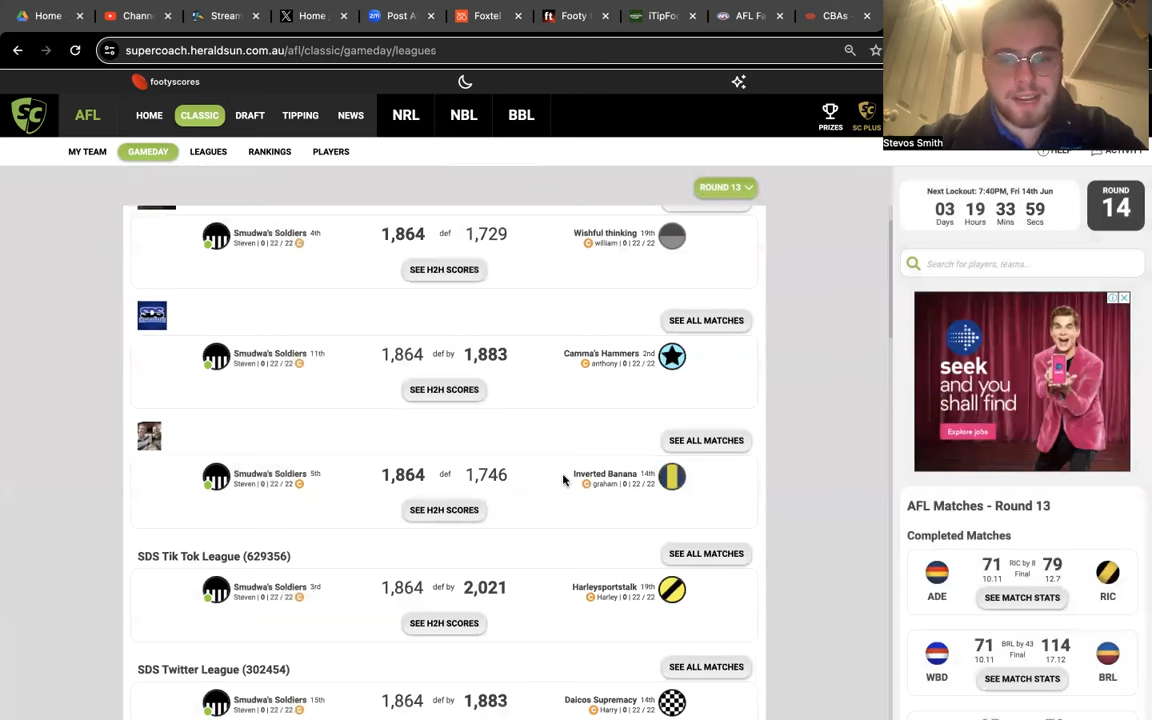 Home
Chann
Stream
Home /
Post A
Foxtel
Footy
iTipFoo
AFL Fa
CBAs -
supercoach.heraldsun.com.au/afl/classic/gameday/leagues
footyscores
SC
AFL
HOME
CLASSIC
DRAFT
TIPPING
NEWS
NRL
NBL
BBL
PRIZES
SC PLUS
Stevos Smith
MY TEAM
GAMEDAY
LEAGUES
RANKINGS
PLAYERS
ROUND 13
Smudwa's Soldiers 4th
Steven | 0 | 22 / 22 C
1,864 def 1,729
Wishful thinking 19th
C william | 0 | 22 / 22
SEE H2H SCORES
SDS
SEE ALL MATCHES
Smudwa's Soldiers 11th
Steven | 0 | 22 / 22 C
1,864 def by 1,883
Camma's Hammers 2nd
C anthony | 0 | 22 / 22
SEE H2H SCORES
SEE ALL MATCHES
Smudwa's Soldiers 5th
Steven | 0 | 22 / 22 C
1,864 def 1,746
Inverted Banana 14th
C graham | 0 | 22 / 22
SEE H2H SCORES
SDS Tik Tok League (629356)
SEE ALL MATCHES
Smudwa's Soldiers 3rd
Steven | 0 | 22 / 22 C
1,864 def by 2,021
Harleysportstalk 19th
C Harley | 0 | 22 / 22
SEE H2H SCORES
SDS Twitter League (302454)
SEE ALL MATCHES
Smudwa's Soldiers 15th
Steven | 0 | 22 / 22 C
1,864 def by 1,883
Daicos Supremacy 14th
C Harry | 0 | 22 / 22
Next Lockout: 7:40PM, Fri 14th Jun
03 19 33 59
Days Hours Mins Secs
ROUND
14
Search for players, teams...
seek
and you
shall find
Explore jobs
AFL Matches - Round 13
Completed Matches
71 RIC by 8 79
10.11 Final 12.7
ADE RIC
SEE MATCH STATS
71 BRL by 43 114
10.11 Final 17.12
WBD BRL
SEE MATCH STATS